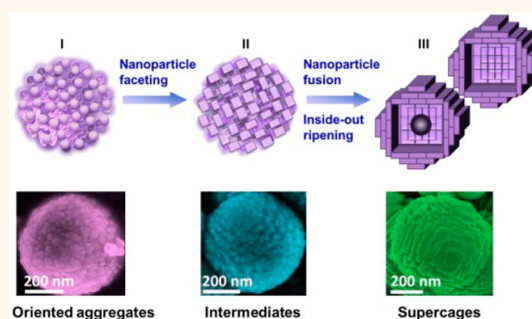 I
II
III
Nanoparticle
faceting
Nanoparticle
fusion
Inside-out
ripening
200 nm
200 nm
200 nm
Oriented aggregates
Intermediates
Supercages